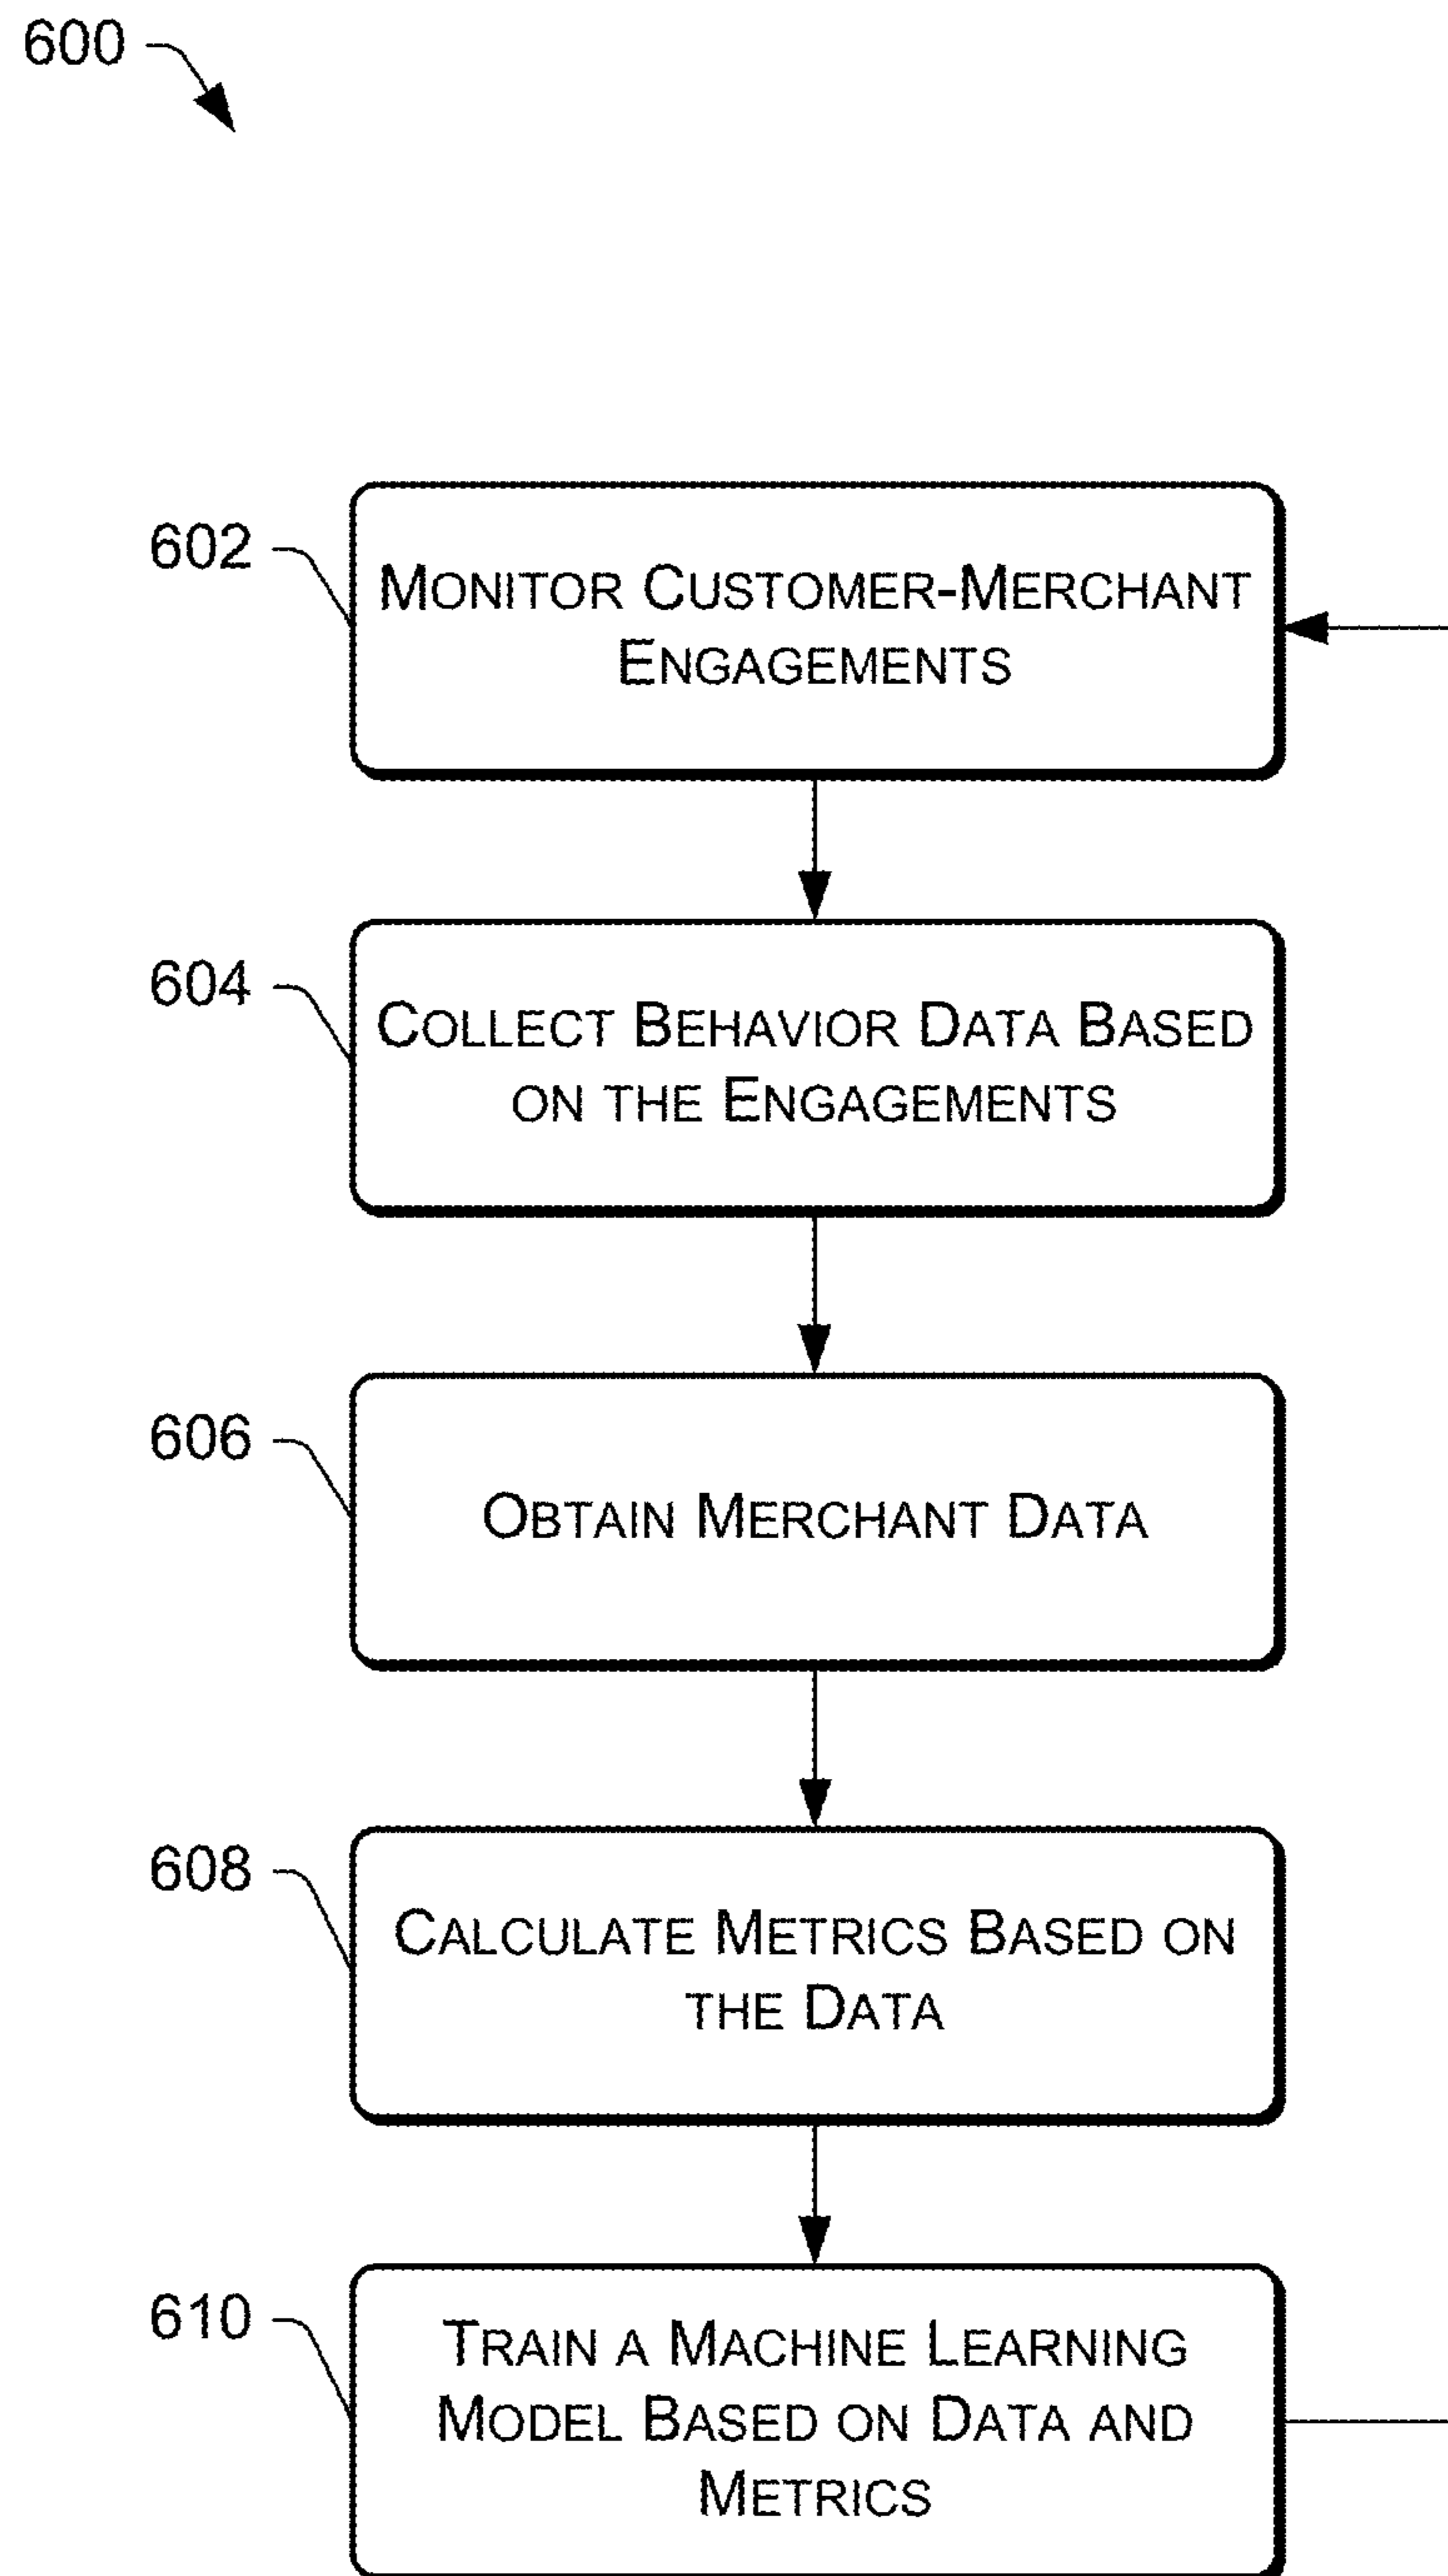 600
602
MONITOR CUSTOMER-MERCHANT
ENGAGEMENTS
604
COLLECT BEHAVIOR DATA BASED
ON THE ENGAGEMENTS
606
OBTAIN MERCHANT DATA
608
CALCULATE METRICS BASED ON
THE DATA
610
TRAIN A MACHINE LEARNING
MODEL BASED ON DATA AND
METRICS